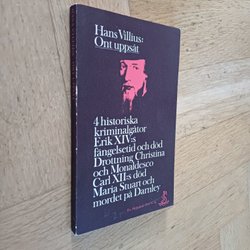 Hans Villius:
Ont uppsåt
4 historiska
kriminalgåtor
Erik XIV:s
fängelsetid och död
Drottning Christina
och Monaldesco
Carl XII:s död
Maria Stuart och
mordet på Darnley